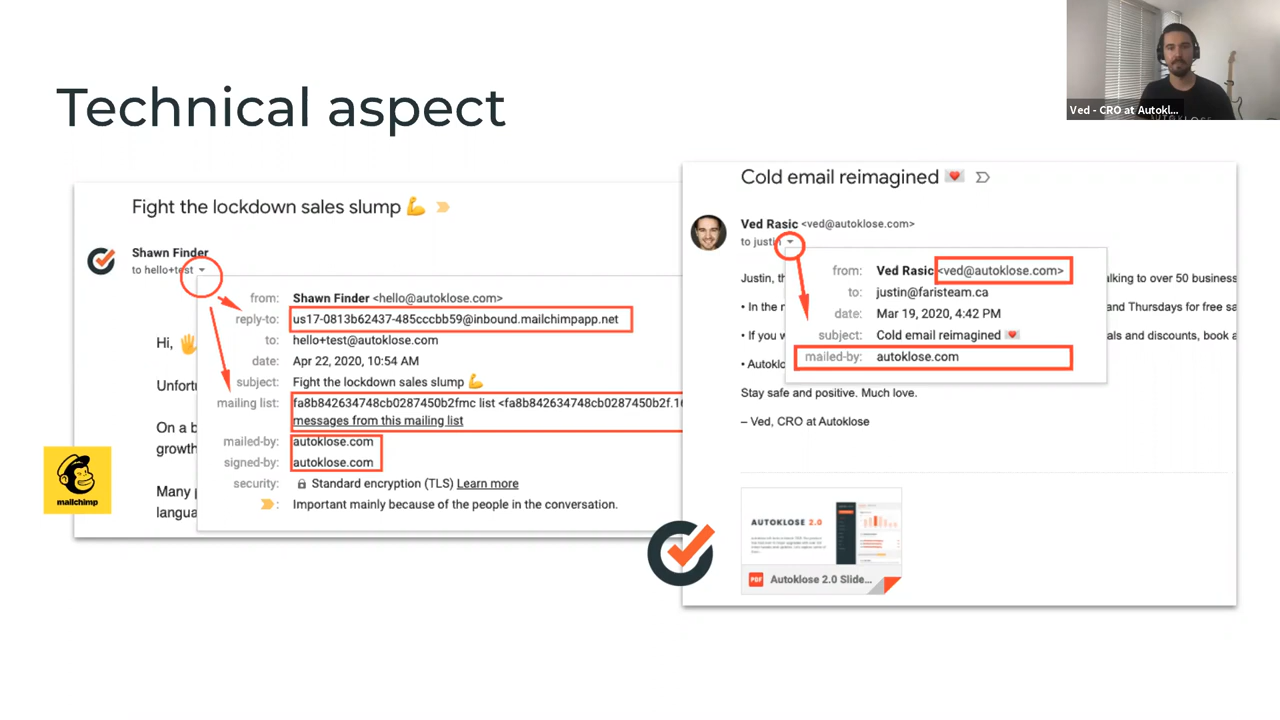 Technical aspect
Ved - CRO at Autokl...
AUTOKLOSE
Fight the lockdown sales slump 💪
Shawn Finder
to hello+test
from: Shawn Finder <hello@autoklose.com>
reply-to: us17-0813b62437-485cccbb59@inbound.mailchimpapp.net
to: hello+test@autoklose.com
date: Apr 22, 2020, 10:54 AM
subject: Fight the lockdown sales slump 💪
mailing list: fa8b842634748cb0287450b2fmc list <fa8b842634748cb0287450b2f.1
messages from this mailing list
mailed-by: autoklose.com
signed-by: autoklose.com
security: Standard encryption (TLS) Learn more
: Important mainly because of the people in the conversation.
Hi, 🖐
Unfortu
On a b
growth
Many
langua
mailchimp
Cold email reimagined 💌
Ved Rasic <ved@autoklose.com>
to justin
from: Ved Rasic <ved@autoklose.com>
to: justin@faristeam.ca
date: Mar 19, 2020, 4:42 PM
subject: Cold email reimagined 💌
mailed-by: autoklose.com
Justin, th
alking to over 50 business
• In the n
and Thursdays for free sa
• If you w
als and discounts, book a
• Autoklo
Stay safe and positive. Much love.
– Ved, CRO at Autoklose
AUTOKLOSE 2.0
PDF Autoklose 2.0 Slide...